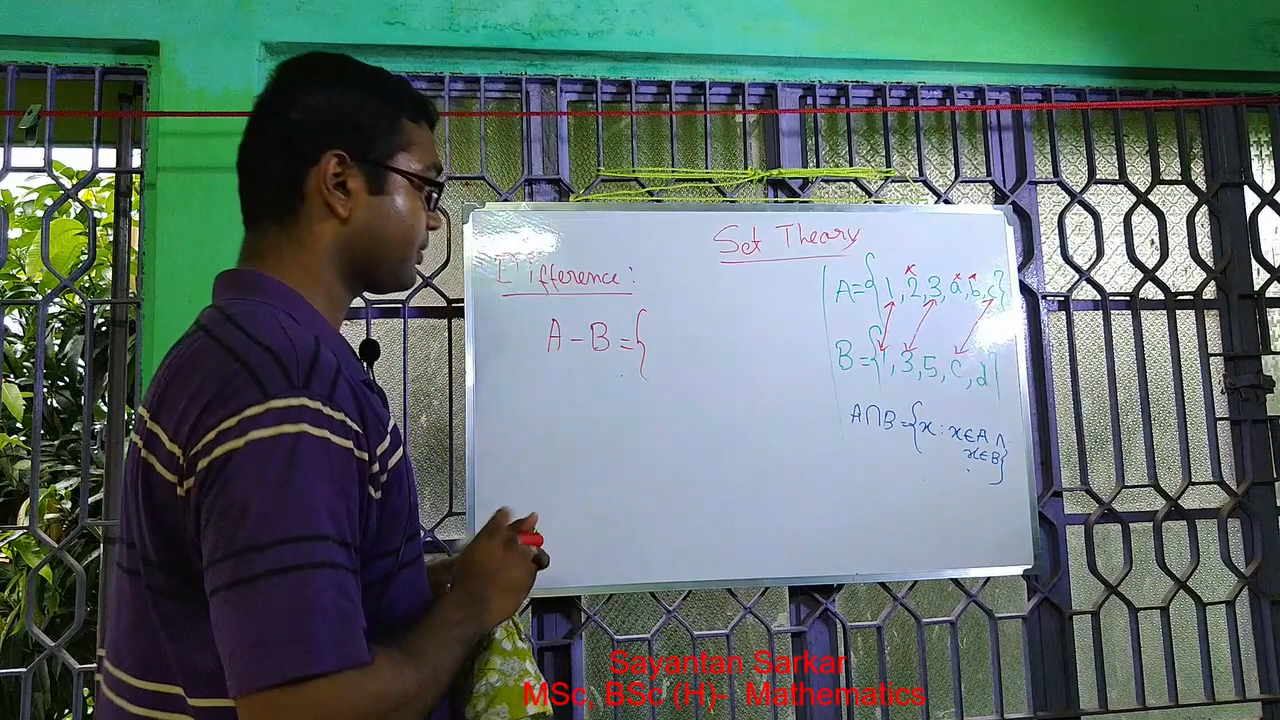 Set Theory
Difference:
A - B = {
A = { 1, 2, 3, a, b, c }
B = { 1, 3, 5, c, d }
A ∩ B = { x : x ∈ A ∧
x ∈ B }
Sayantan Sarkar
MSc, BSc (H)- Mathematics